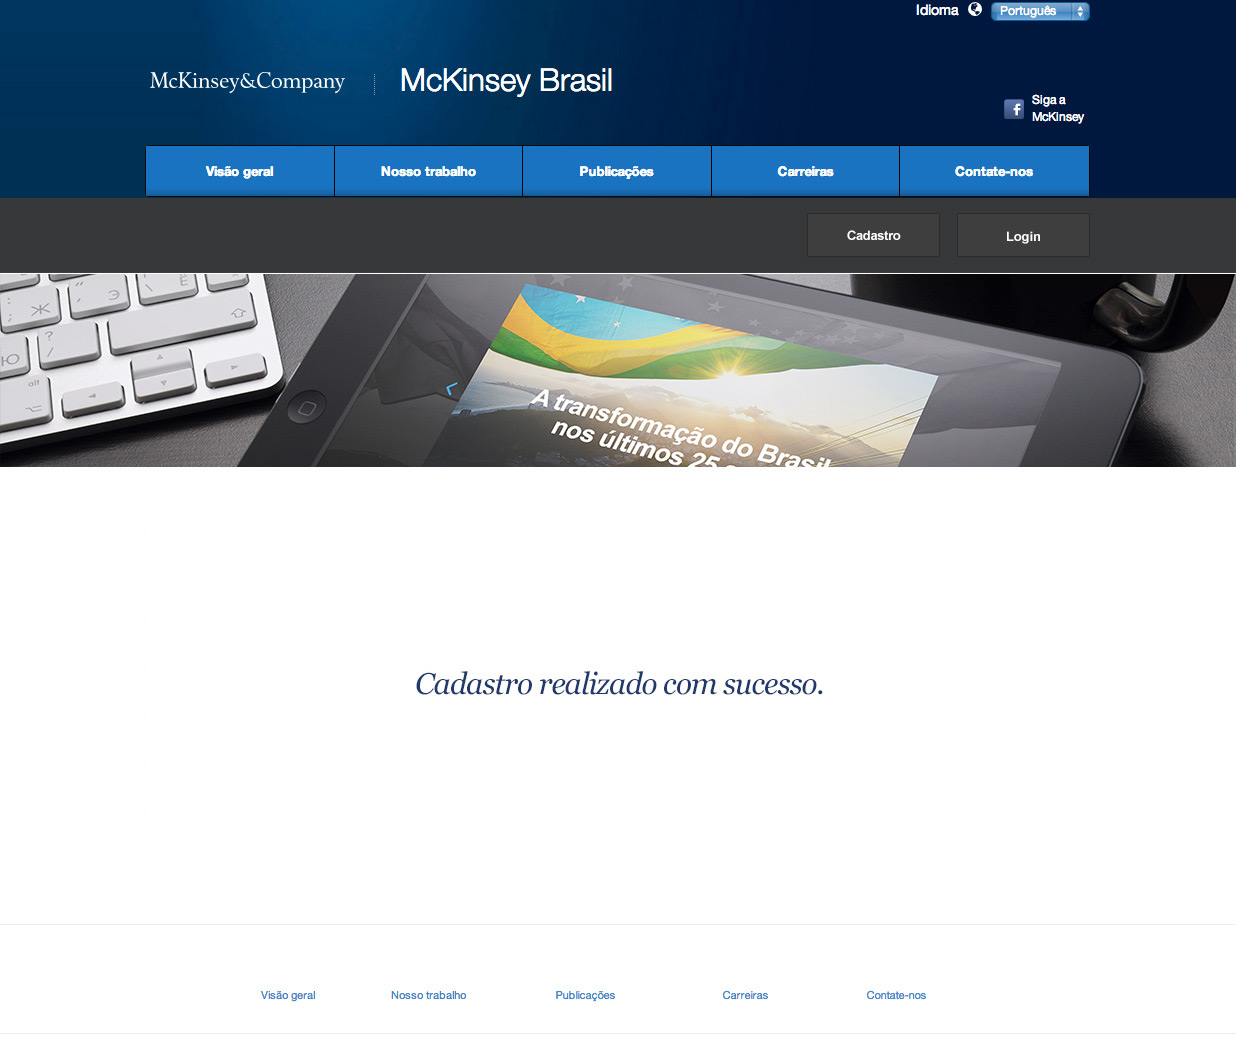 Idioma Português
McKinsey&Company McKinsey Brasil
Siga a
McKinsey
Visão geral Nosso trabalho Publicações Carreiras Contate-nos
Cadastro Login
Ж Э Ё
? /
Ю
alt
A transformação do Brasil
nos últimos 25
Cadastro realizado com sucesso.
Visão geral Nosso trabalho Publicações Carreiras Contate-nos